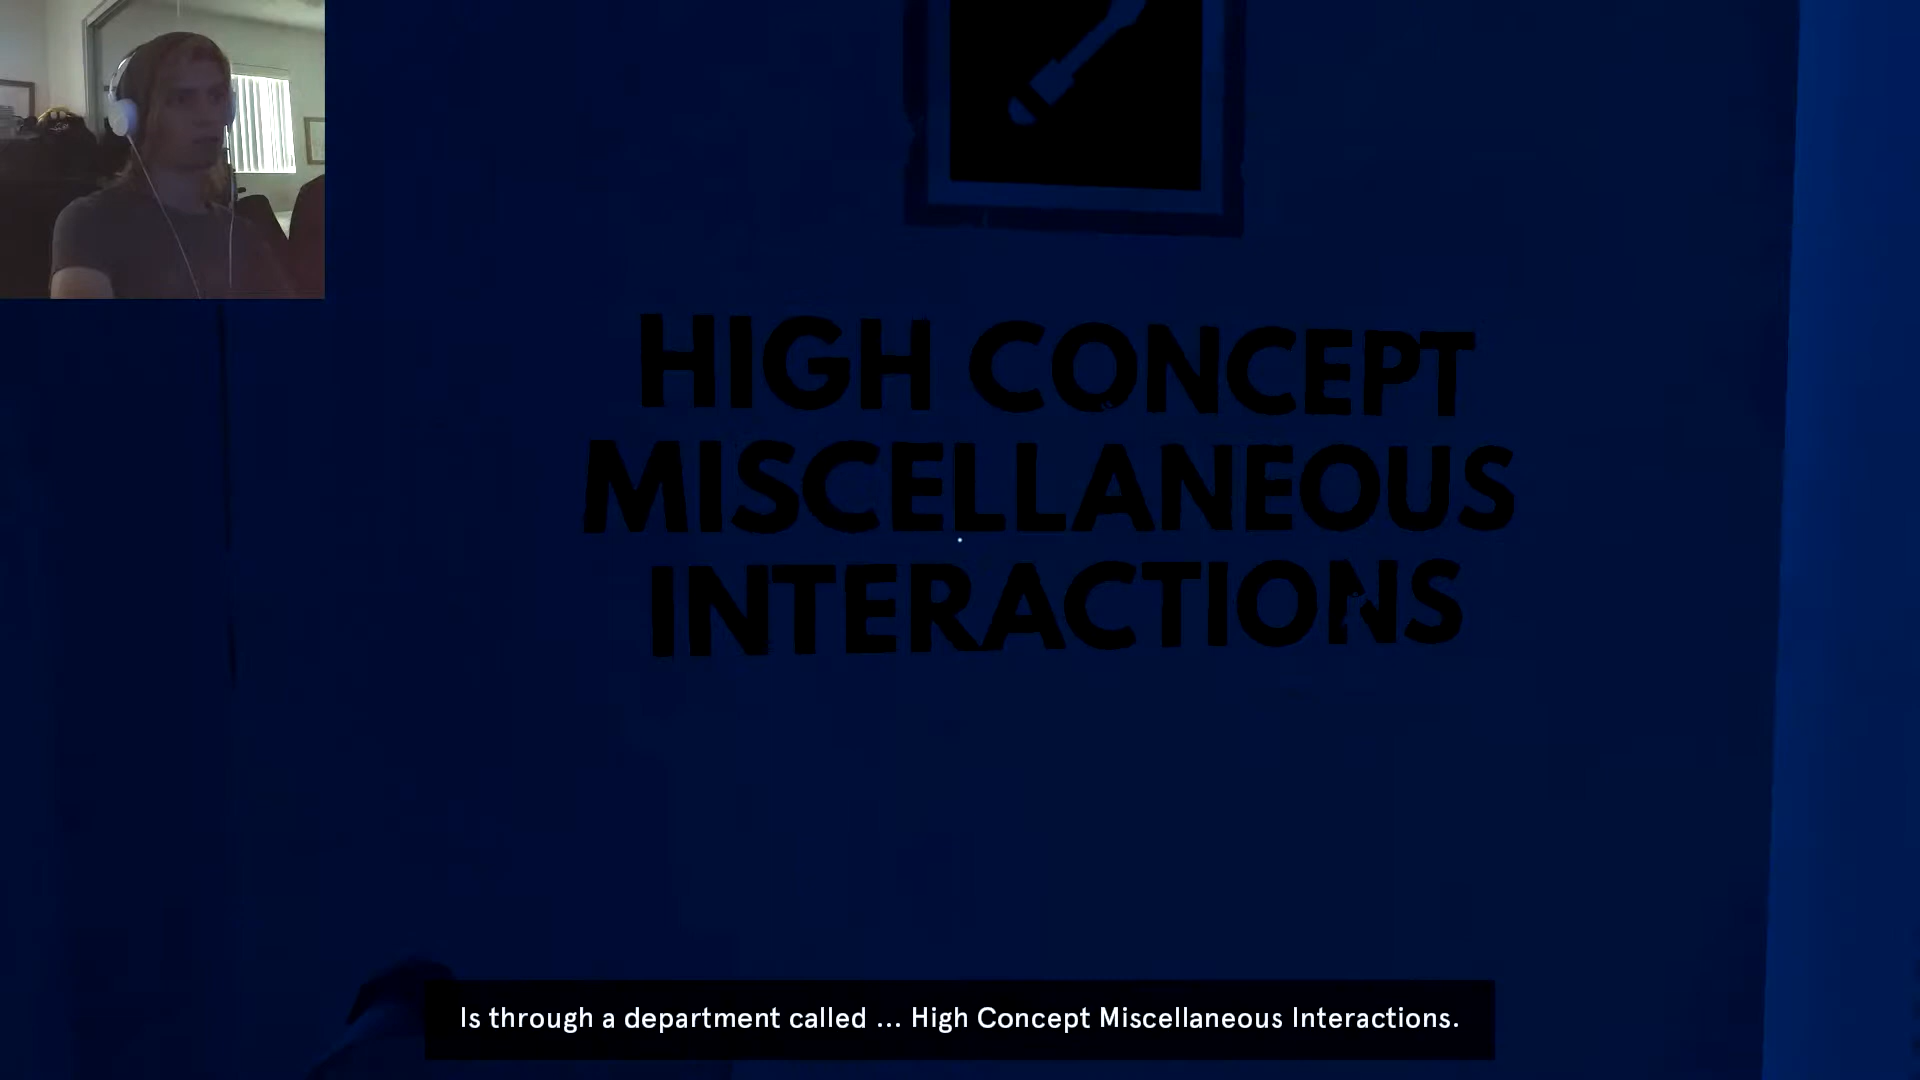 HIGH CONCEPT
MISCELLANEOUS
INTERACTIONS
Is through a department called ... High Concept Miscellaneous Interactions.